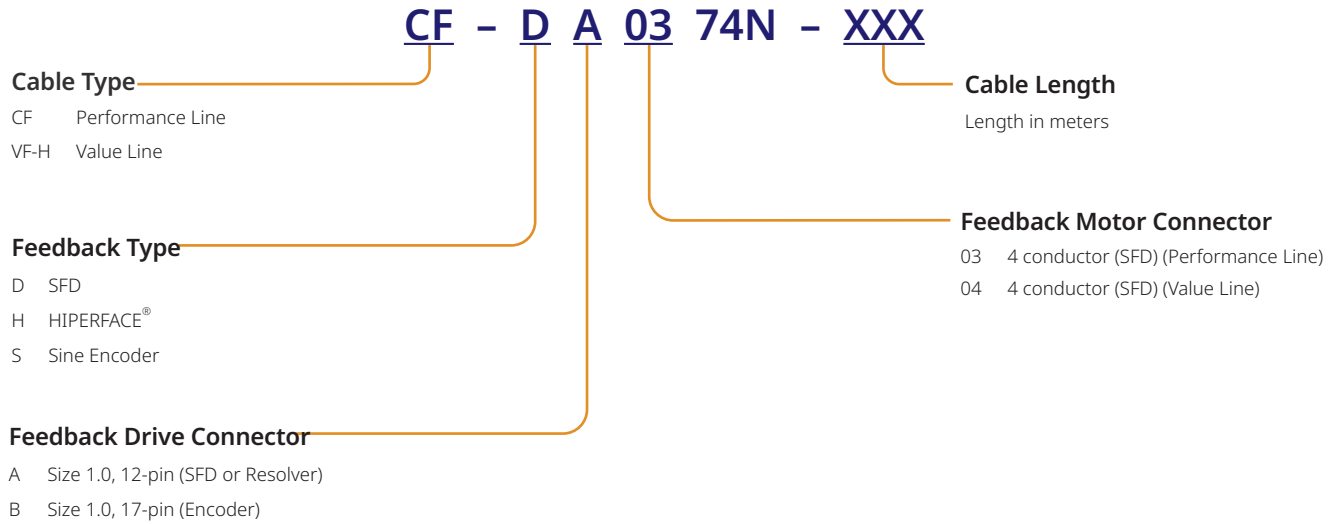 CF – D A 03 74N – XXX
Cable Type
CF Performance Line
VF-H Value Line
Feedback Type
D SFD
H HIPERFACE®
S Sine Encoder
Feedback Drive Connector
A Size 1.0, 12-pin (SFD or Resolver)
B Size 1.0, 17-pin (Encoder)
Cable Length
Length in meters
Feedback Motor Connector
03 4 conductor (SFD) (Performance Line)
04 4 conductor (SFD) (Value Line)